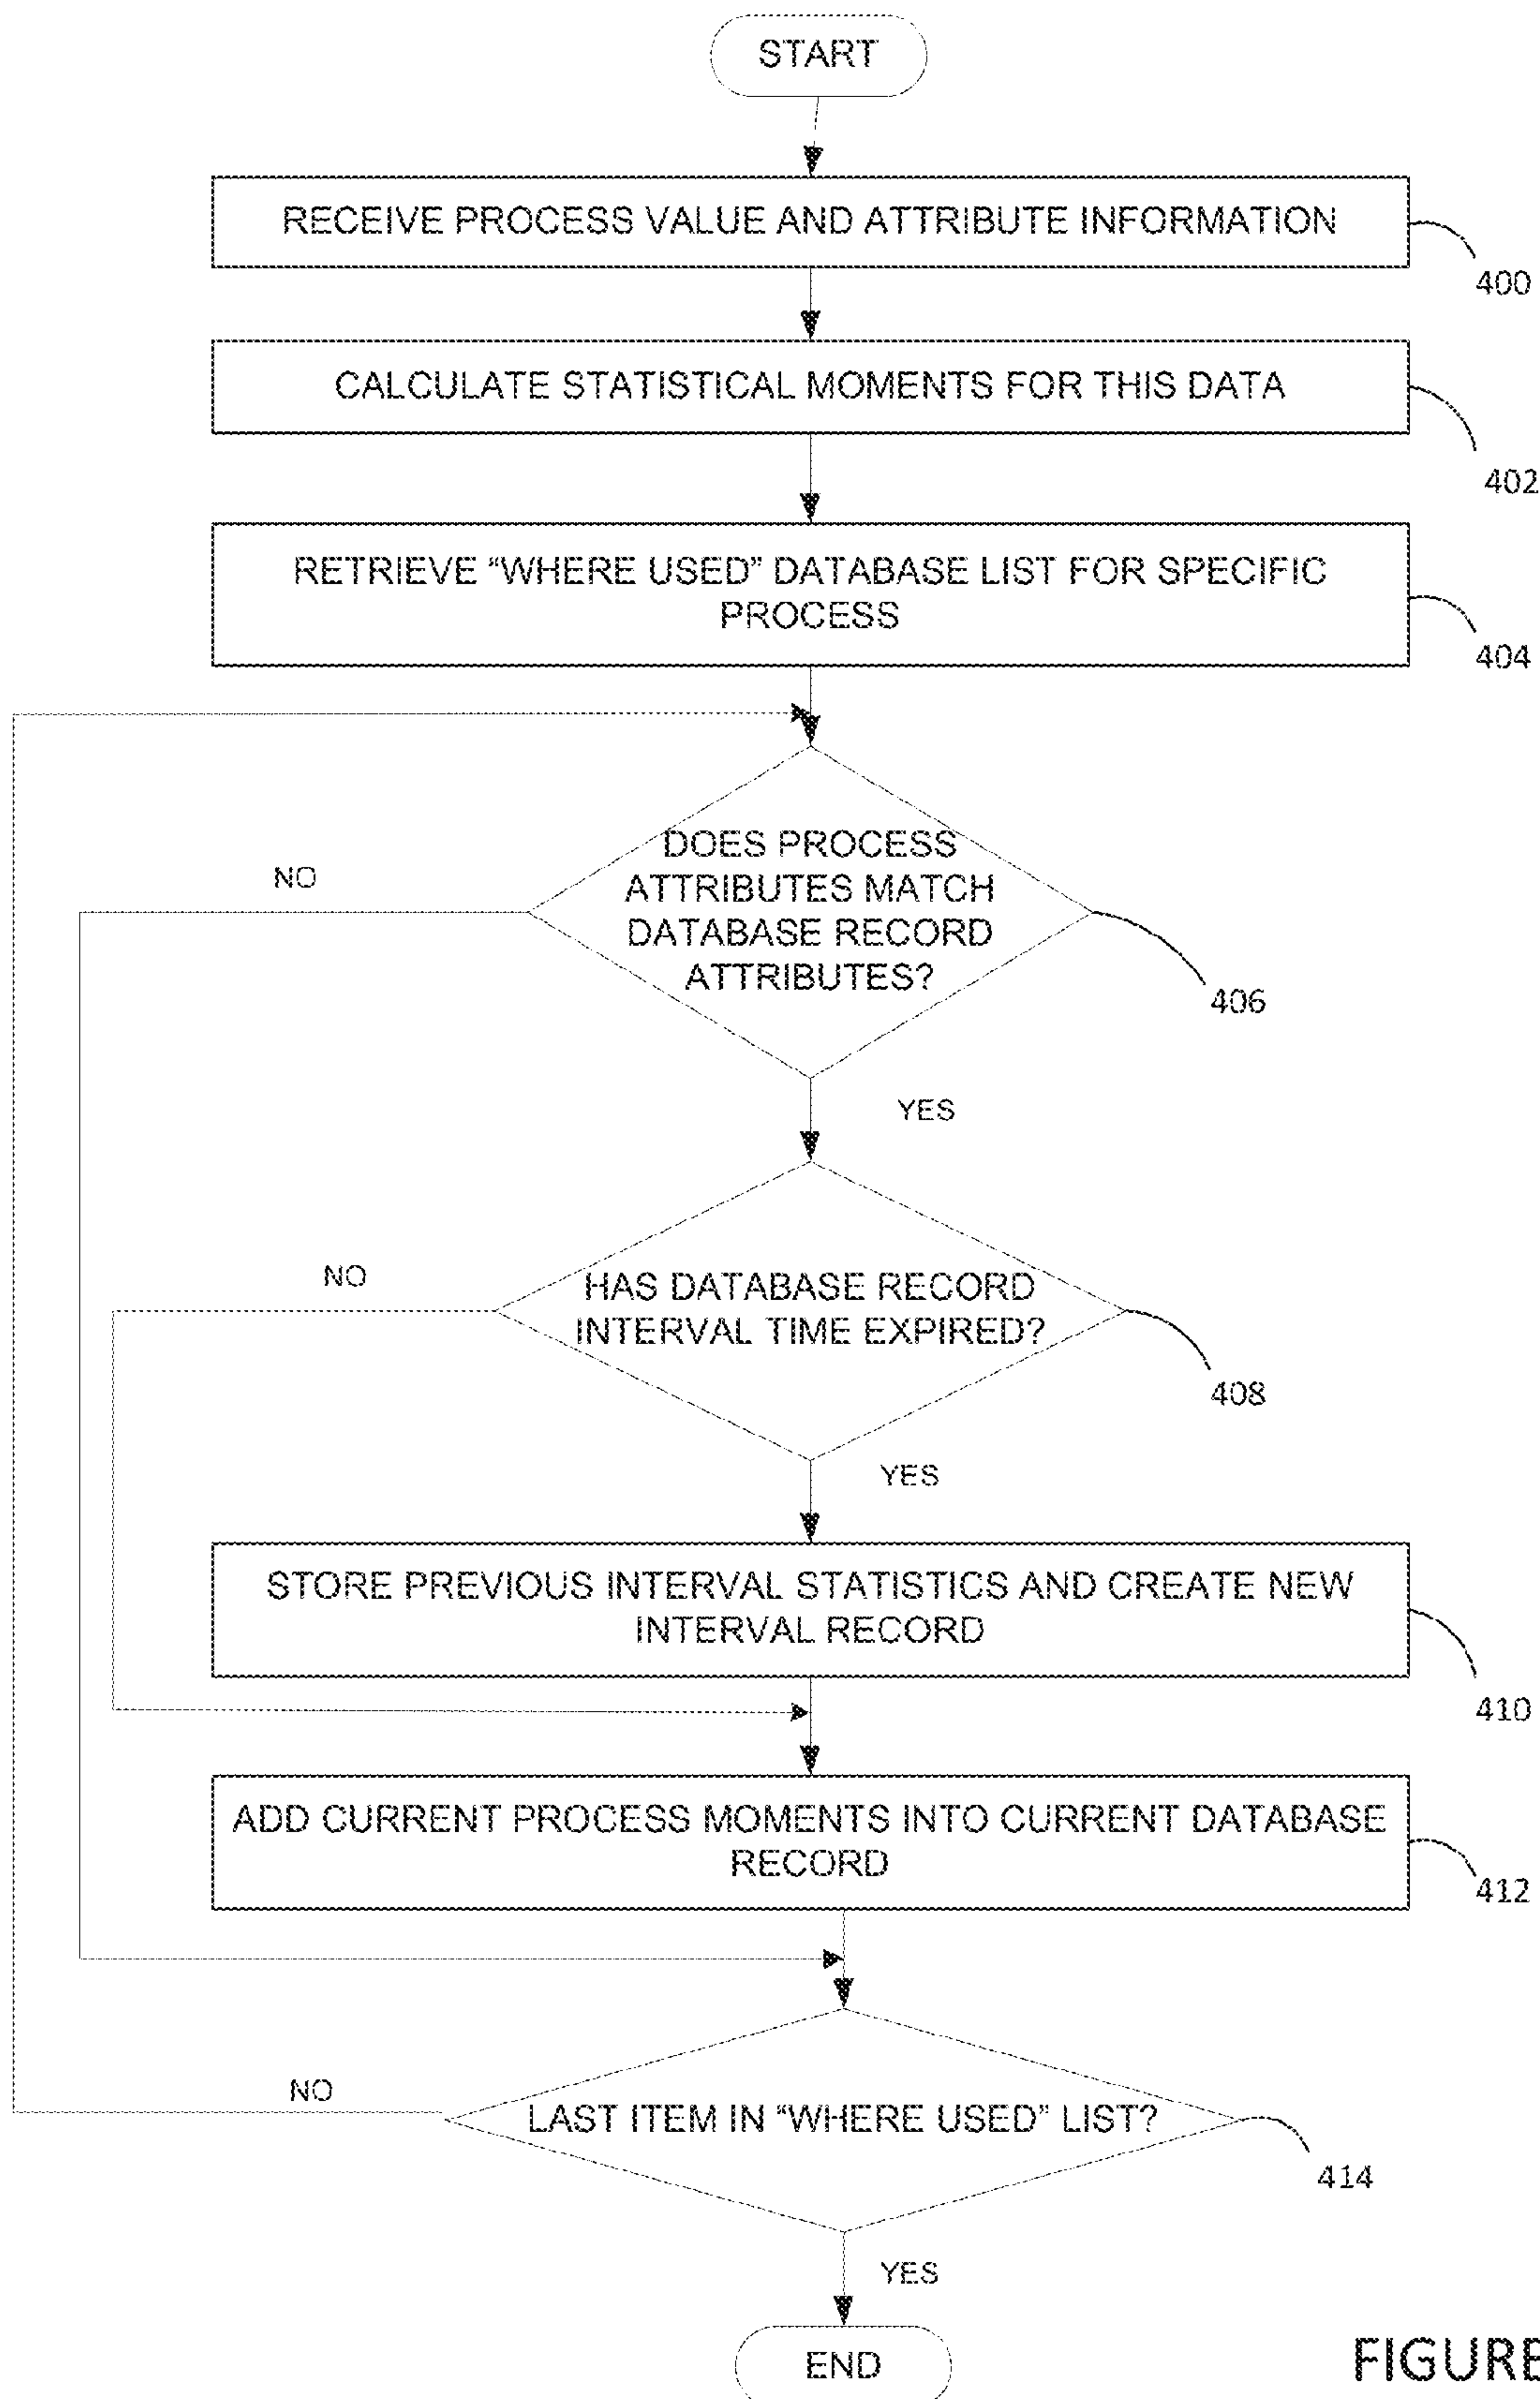 START
RECEIVE PROCESS VALUE AND ATTRIBUTE INFORMATION
400
CALCULATE STATISTICAL MOMENTS FOR THIS DATA
402
RETRIEVE “WHERE USED” DATABASE LIST FOR SPECIFIC
PROCESS
404
DOES PROCESS
ATTRIBUTES MATCH
DATABASE RECORD
ATTRIBUTES?
NO
406
YES
HAS DATABASE RECORD
INTERVAL TIME EXPIRED?
NO
408
YES
STORE PREVIOUS INTERVAL STATISTICS AND CREATE NEW
INTERVAL RECORD
410
ADD CURRENT PROCESS MOMENTS INTO CURRENT DATABASE
RECORD
412
NO
LAST ITEM IN “WHERE USED” LIST?
414
YES
END
FIGURE